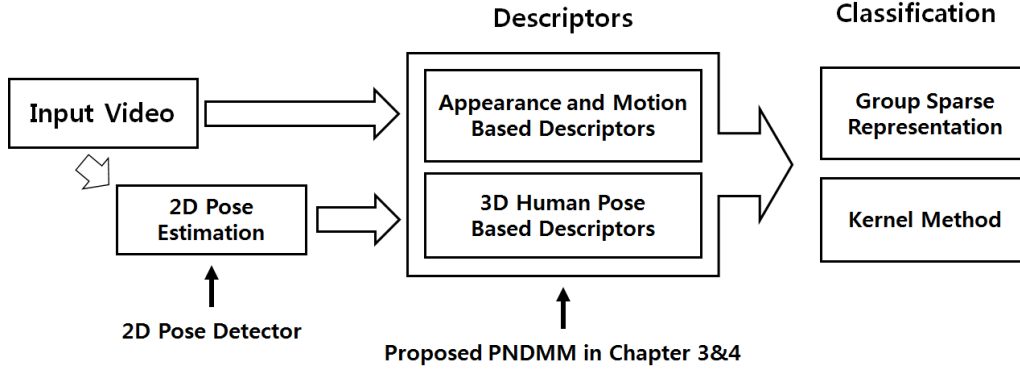 Descriptors
Classification
Input Video
Appearance and Motion
Based Descriptors
Group Sparse
Representation
2D Pose
Estimation
3D Human Pose
Based Descriptors
Kernel Method
2D Pose Detector
Proposed PNDMM in Chapter 3&4